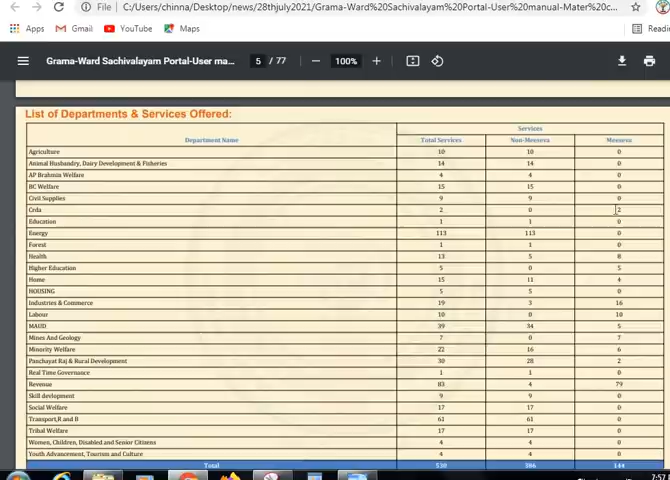 File | C:/Users/chinna/Desktop/news/28thjuly2021/Grama-Ward%20Sachivalayam%20Portal-User%20manual-Mater%20c...
Apps Gmail YouTube Maps Readin
Grama-Ward Sachivalayam Portal-User ma... 5 / 77 − 100% +
List of Departments & Services Offered:
Services
Department Name Total Services Non-Meeseva Meeseva
Agriculture 10 10 0
Animal Husbandry, Dairy Development & Fisheries 14 14 0
AP Brahmin Welfare 4 4 0
BC Welfare 15 15 0
Civil Supplies 9 9 0
Crda 2 0 2
Education 1 1 0
Energy 113 113 0
Forest 1 1 0
Health 13 5 8
Higher Education 5 0 5
Home 15 11 4
HOUSING 5 5 0
Industries & Commerce 19 3 16
Labour 10 0 10
MAUD 39 34 5
Mines And Geology 7 0 7
Minority Welfare 22 16 6
Panchayat Raj & Rural Development 30 28 2
Real Time Governance 1 1 0
Revenue 83 4 79
Skill devlopment 9 9 0
Social Welfare 17 17 0
Transport,R and B 61 61 0
Tribal Welfare 17 17 0
Women, Children, Disabled and Senior Citizens 4 4 0
Youth Advancement, Tourism and Culture 4 4 0
Total 530 386 144
7:57